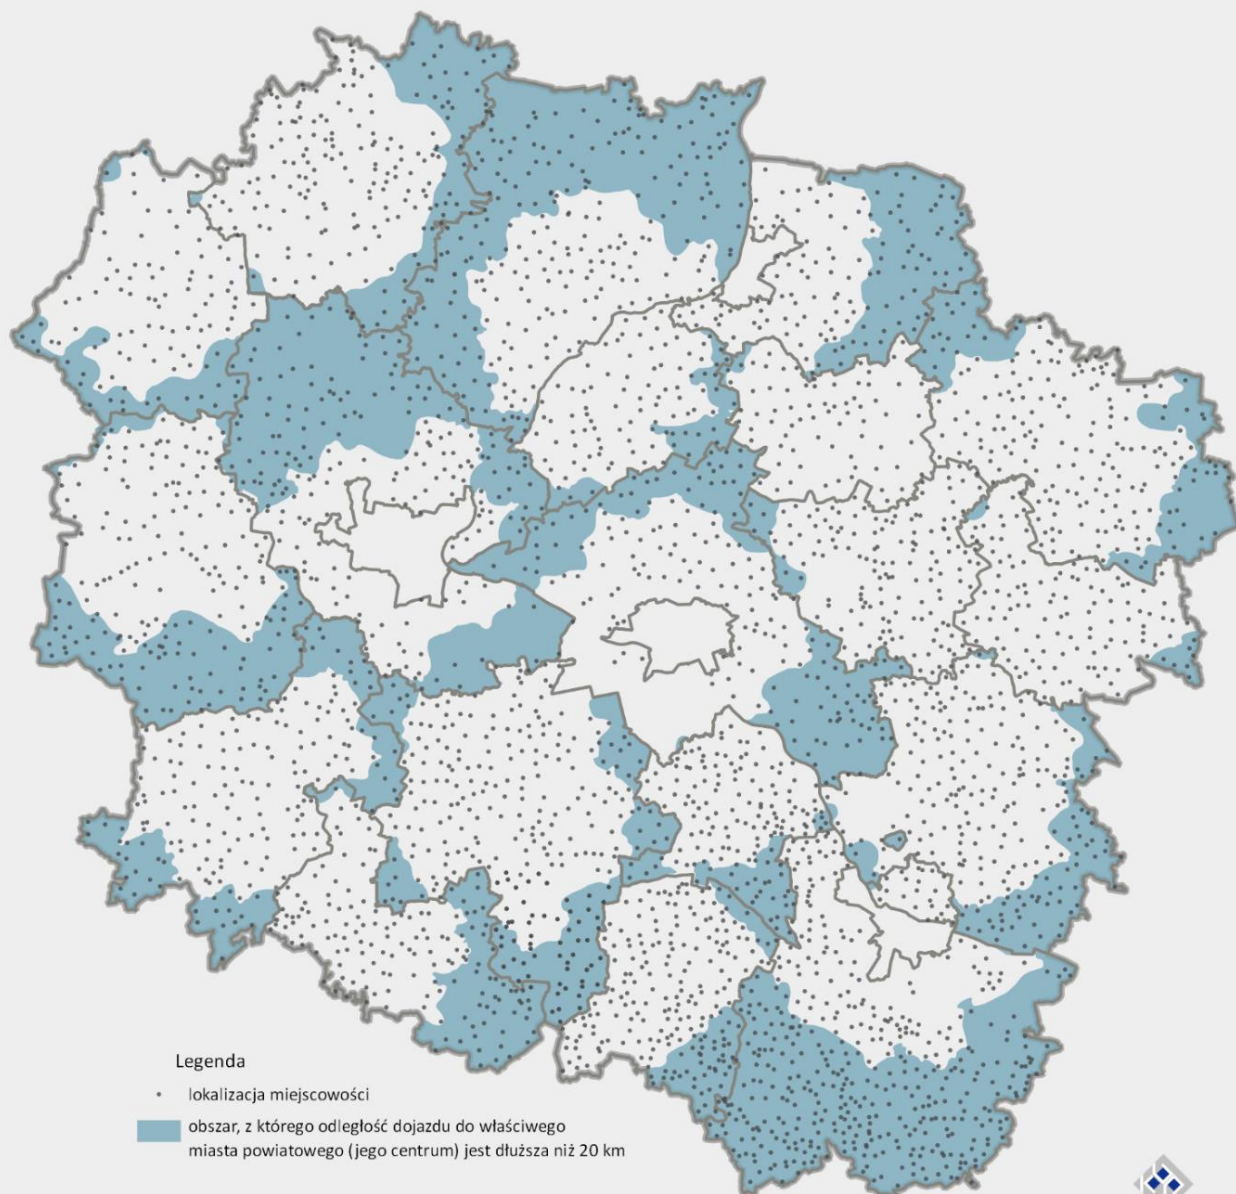 Legenda
lokalizacja miejscowości
obszar, z którego odległość dojazdu do właściwego
miasta powiatowego (jego centrum) jest dłuższa niż 20 km